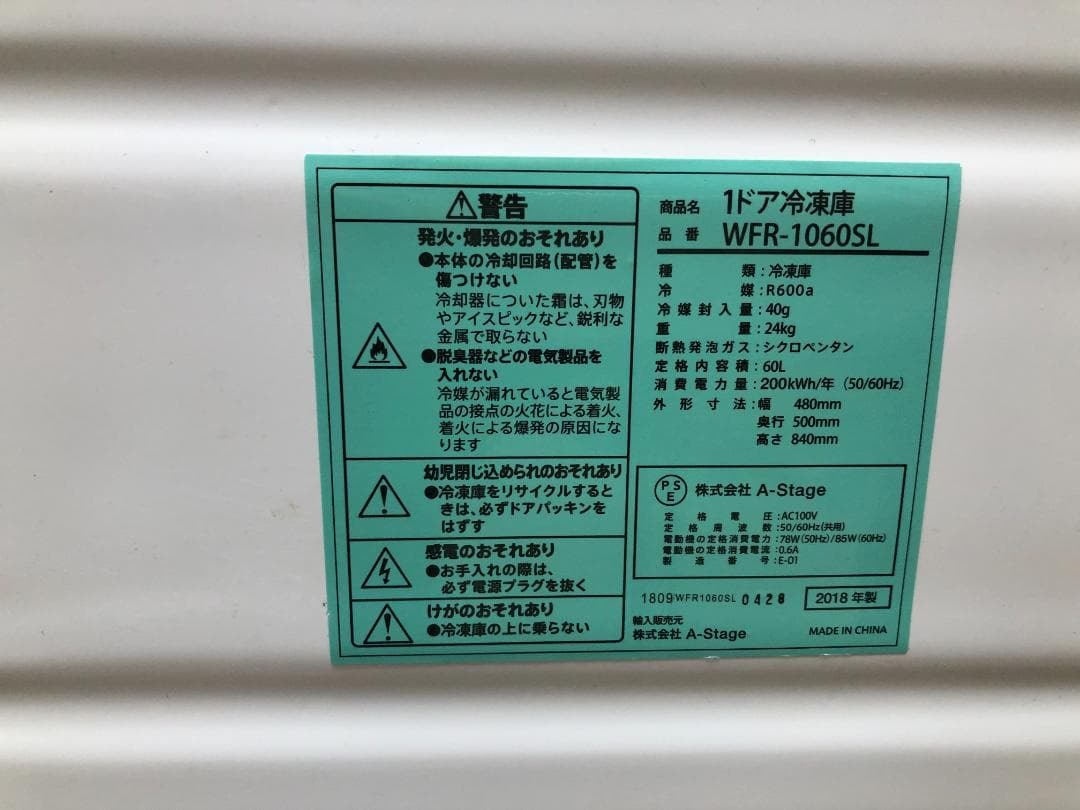 警告
発火・爆発のおそれあり
●本体の冷却回路(配管)を
傷つけない
冷却器についた霜は、刃物
やアイスピックなど、鋭利な
金属で取らない
●脱臭器などの電気製品を
入れない
冷媒が漏れていると電気製
品の接点の火花による着火、
着火による爆発の原因にな
ります
幼児閉じ込められのおそれあり
●冷凍庫をリサイクルすると
きは、必ずドアパッキンを
はずす
感電のおそれあり
●お手入れの際は、
必ず電源プラグを抜く
けがのおそれあり
●冷凍庫の上に乗らない
商品名 1ドア冷凍庫
品番 WFR-1060SL
種類:冷凍庫
冷媒:R600a
冷媒封入量:40g
重量:24kg
断熱発泡ガス:シクロペンタン
定格内容積:60L
消費電力量:200kWh/年(50/60Hz)
外形寸法:幅 480mm
奥行 500mm
高さ 840mm
PSE 株式会社 A-Stage
定格電圧:AC100V
定格周波数:50/60Hz(共用)
電動機の定格消費電力:78W(50Hz)/85W(60Hz)
電動機の定格消費電流:0.6A
製造番号:E-01
1809 WFR1060SL 0428 2018年製
輸入販売元
株式会社 A-Stage MADE IN CHINA